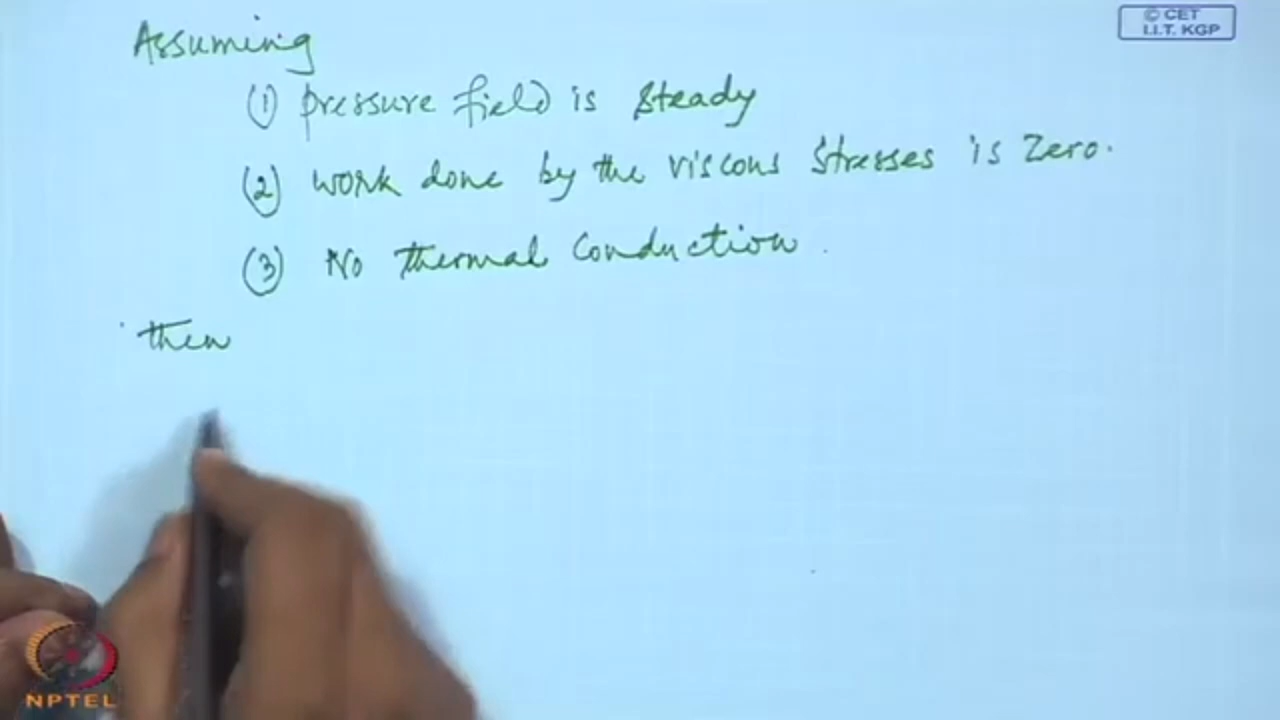 © CET
I.I.T. KGP
Assuming
(1) pressure field is steady
(2) work done by the viscous stresses is zero.
(3) No thermal conduction.
then
NPTEL